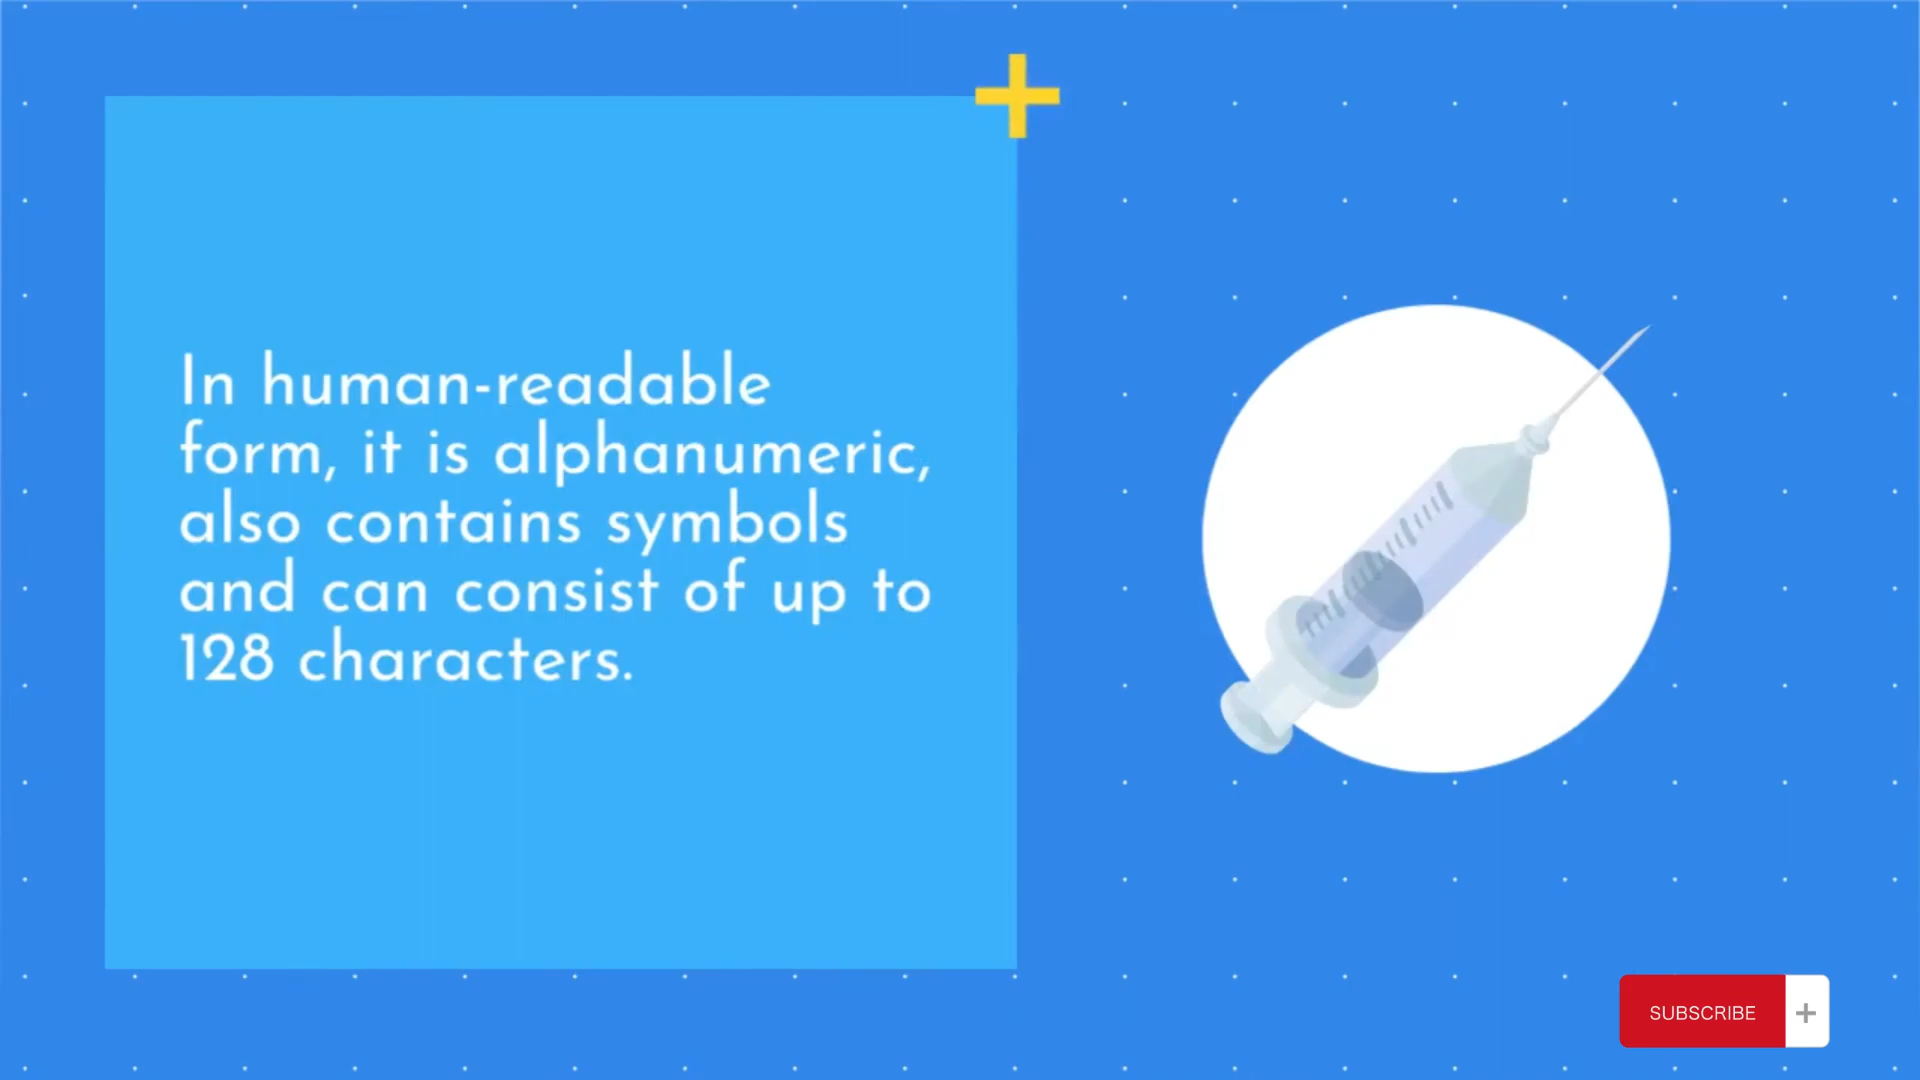 In human-readable
form, it is alphanumeric,
also contains symbols
and can consist of up to
128 characters.
SUBSCRIBE